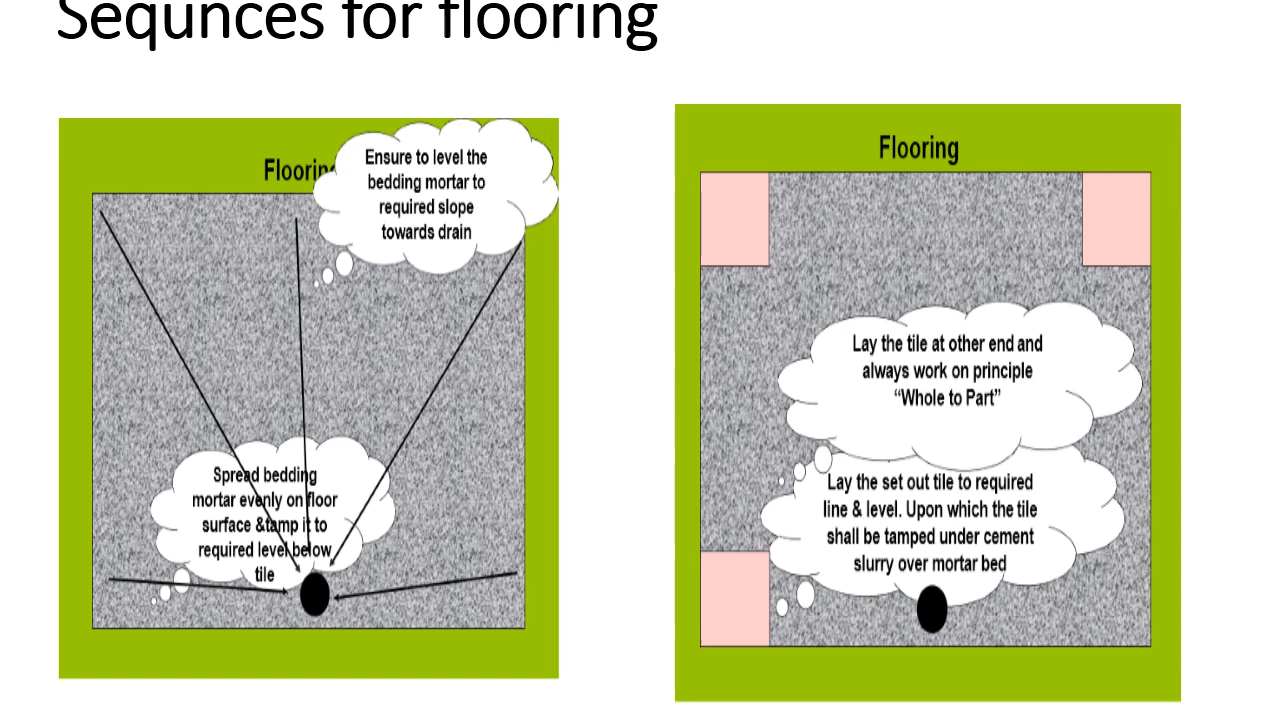 Sequnces for flooring
Flooring
Ensure to level the
bedding mortar to
required slope
towards drain
Spread bedding
mortar evenly on floor
surface &tamp it to
required level below
tile
Flooring
Lay the tile at other end and
always work on principle
“Whole to Part”
Lay the set out tile to required
line & level. Upon which the tile
shall be tamped under cement
slurry over mortar bed